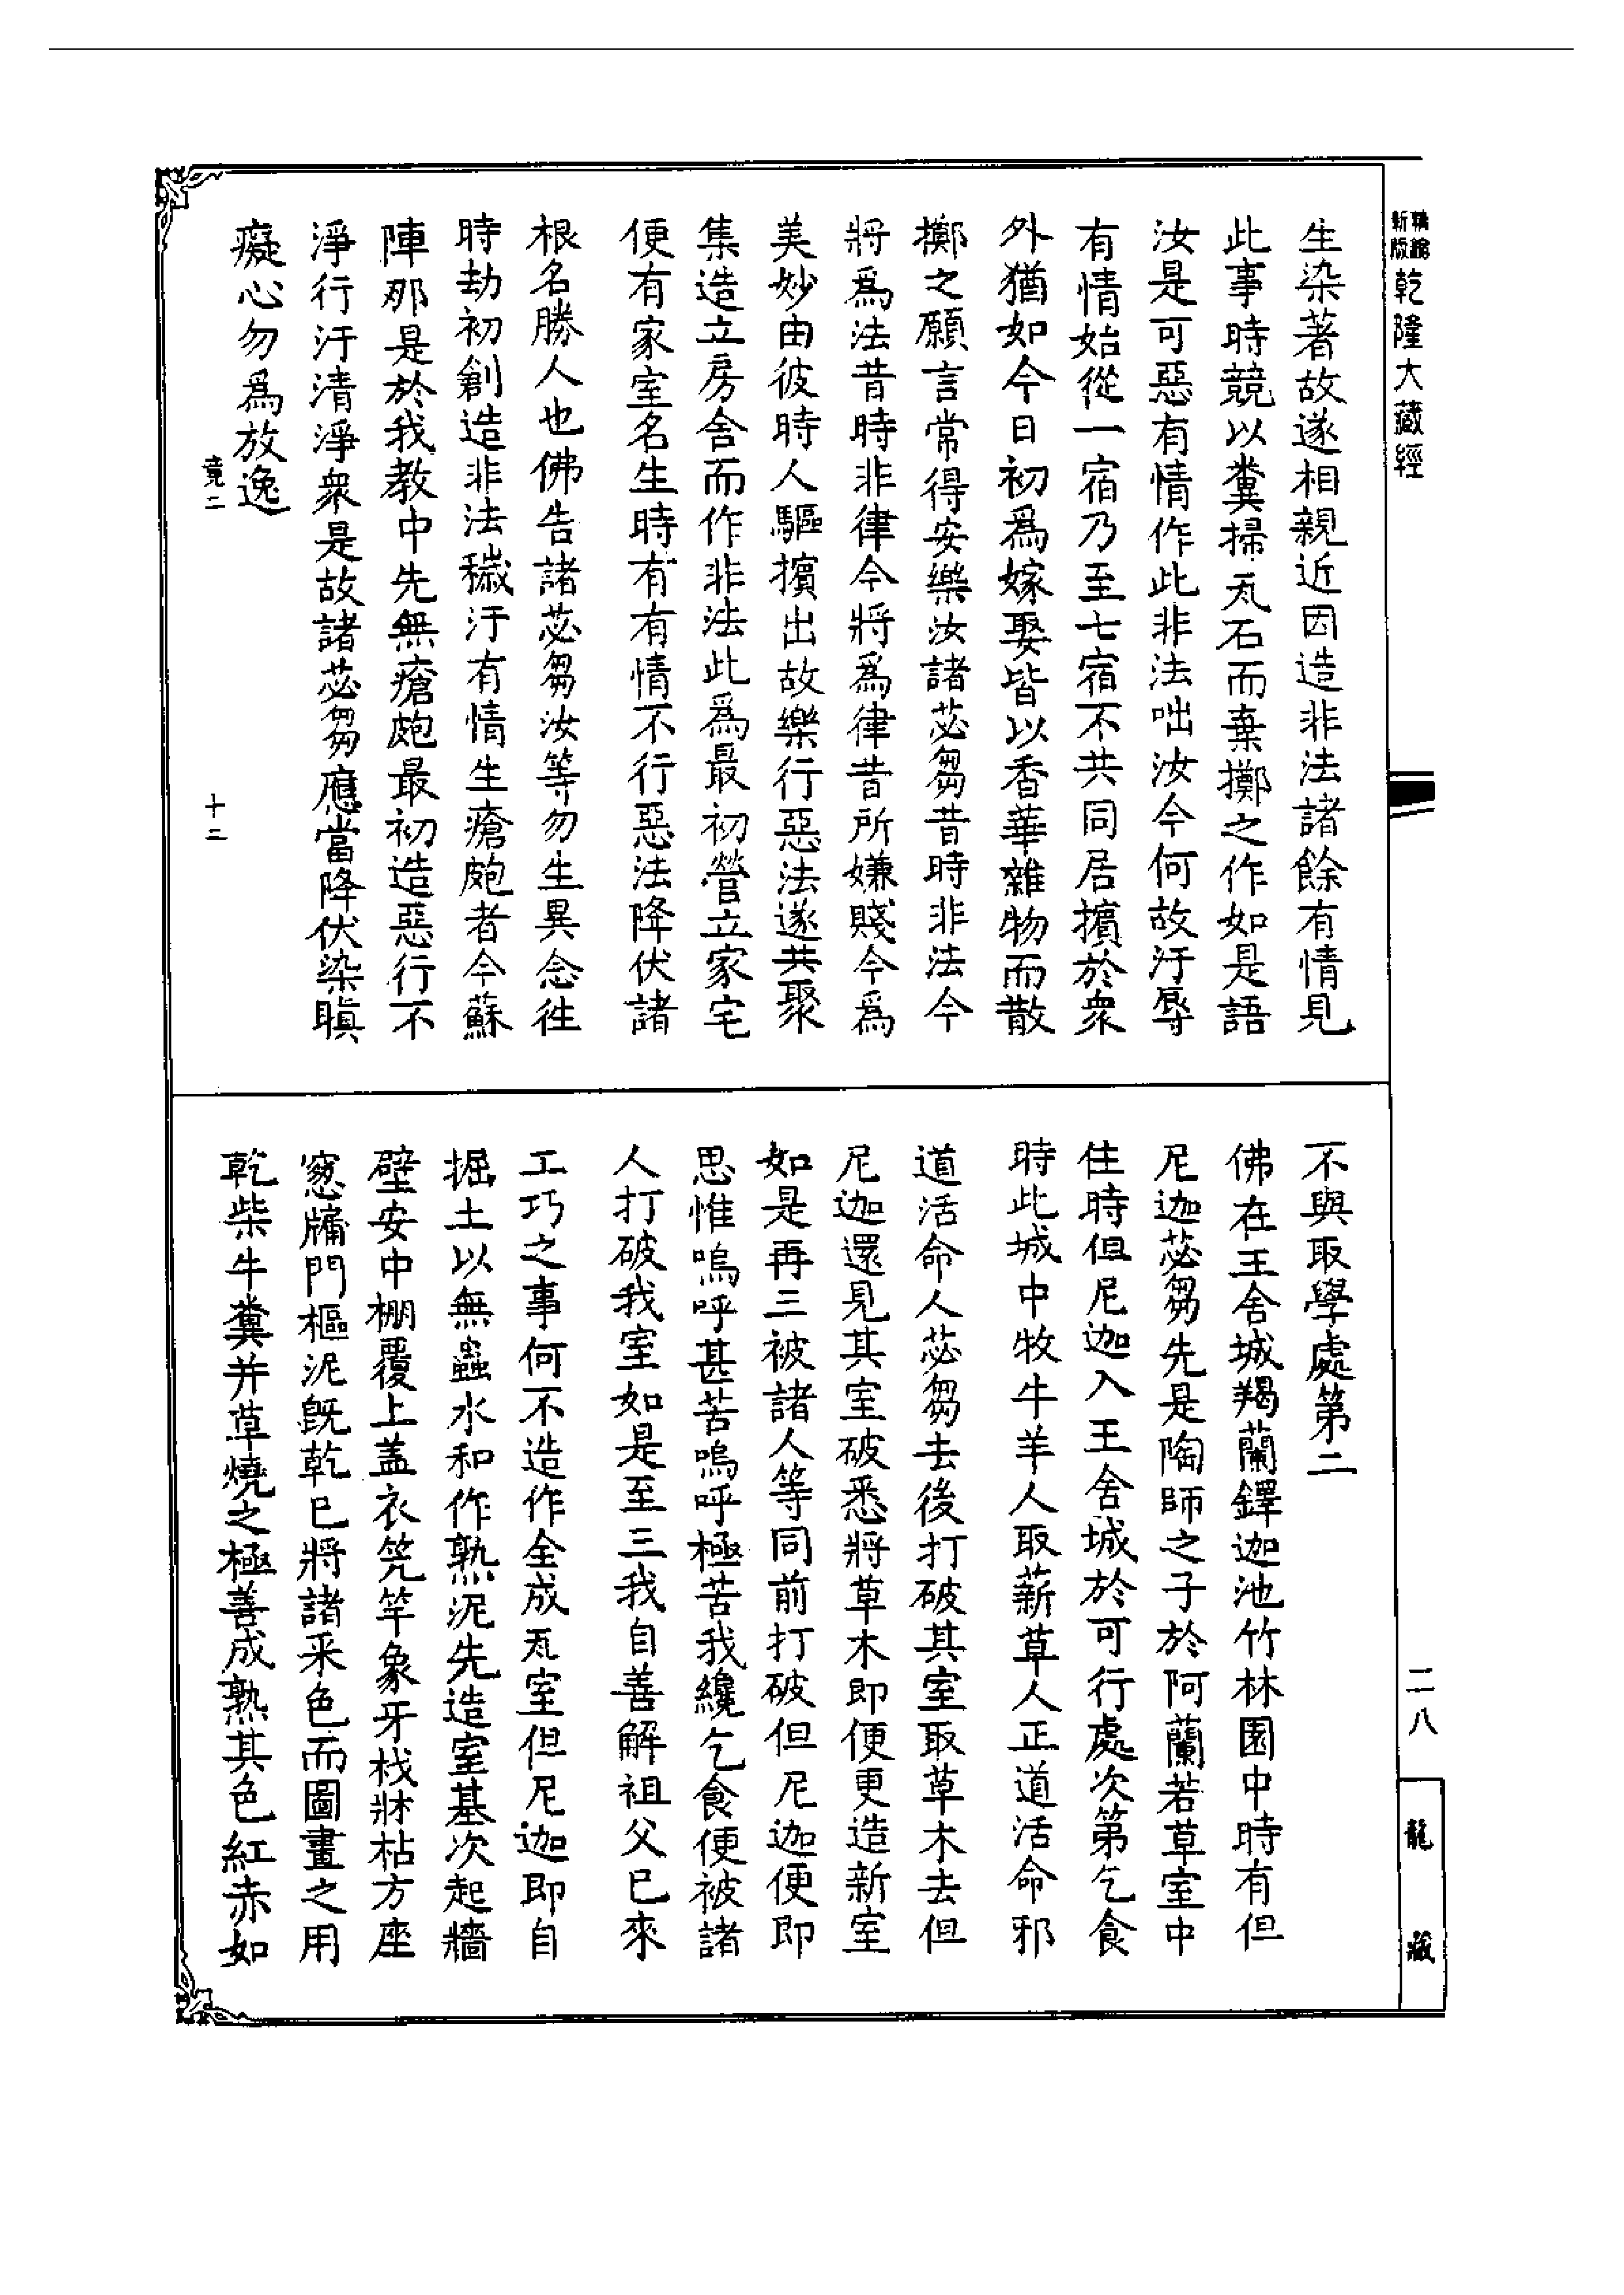 新版
乾隆大藏經
生染著故遂相親近因造非法諸餘有情見
此事時競以糞掃瓦石而棄擲之作如是語
汝是可惡有情作此非法咄汝今何故汙辱
有情始從一宿乃至七宿不共同居擯於衆
外猶如今日初爲嫁娶皆以香華雜物而散
擲之願言常得安樂汝諸苾芻昔時非法今
將爲法昔時非律今將爲律昔所嫌賤今爲
美妙由彼時人驅擯出故樂行惡法遂共聚
集造立房舍而作非法此爲最初營立家宅
便有家室名生時有有情不行惡法降伏諸
根名勝人也佛告諸苾芻汝等勿生異念往
時劫初創造非法穢汙有情生瘡皰者今蘇
陣那是於我教中先無瘡皰最初造惡行不
淨行汙清淨衆是故諸苾芻應當降伏染瞋
癡心勿爲放逸
竟二
十二
不與取學處第二
佛在王舍城羯蘭鐸迦池竹林園中時有但
尼迦苾芻先是陶師之子於阿蘭若草室中
住時但尼迦入王舍城於可行處次第乞食
時此城中牧牛羊人取薪草人正道活命邪
道活命人苾芻去後打破其室取草木去但
尼迦還見其室破悉將草木即便更造新室
如是再三被諸人等同前打破但尼迦便即
思惟嗚呼甚苦嗚呼極苦我纔乞食便被諸
人打破我室如是至三我自善解祖父已來
工巧之事何不造作全成瓦室但尼迦即自
掘土以無蟲水和作熟泥先造室基次起牆
壁安中棚覆上蓋衣笐竿象牙杙牀枯方座
窻牖門樞泥既乾已將諸采色而圖畫之用
乾柴牛糞并草燒之極善成熟其色紅赤如
二八
龍藏